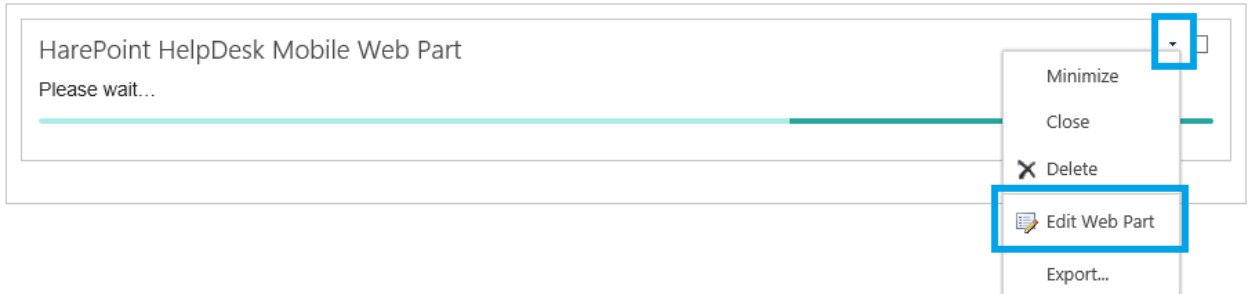 HarePoint HelpDesk Mobile Web Part
Please wait...
Minimize
Close
Delete
Edit Web Part
Export...